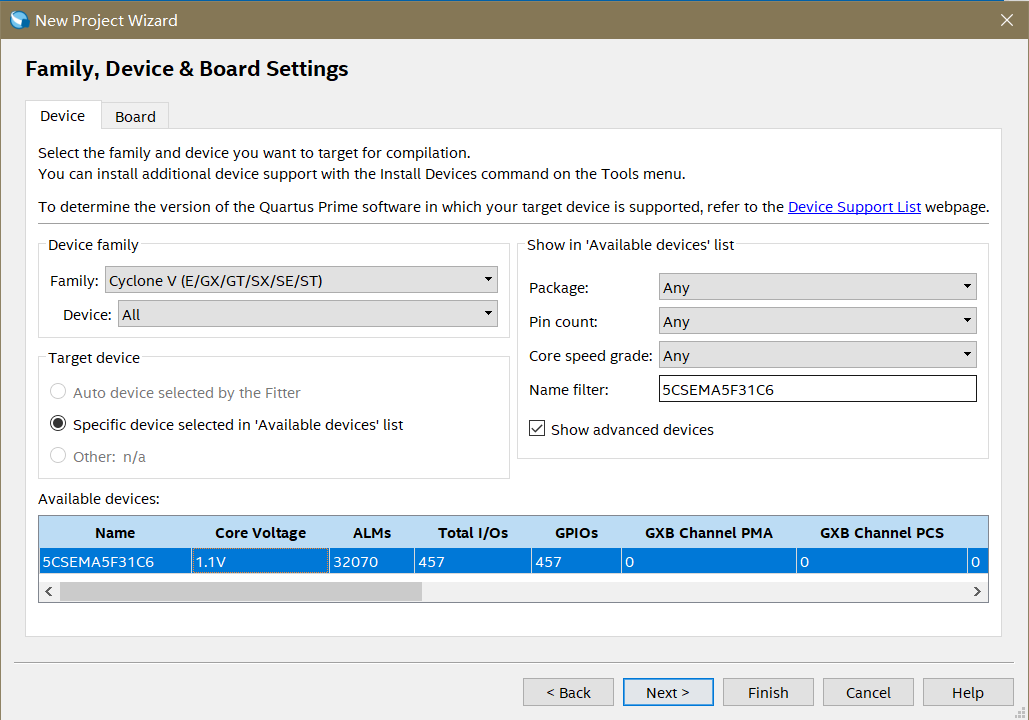 New Project Wizard
Family, Device & Board Settings
Device Board
Select the family and device you want to target for compilation.
You can install additional device support with the Install Devices command on the Tools menu.
To determine the version of the Quartus Prime software in which your target device is supported, refer to the Device Support List webpage.
Device family
Family: Cyclone V (E/GX/GT/SX/SE/ST)
Device: All
Target device
Auto device selected by the Fitter
Specific device selected in 'Available devices' list
Other: n/a
Show in 'Available devices' list
Package: Any
Pin count: Any
Core speed grade: Any
Name filter: 5CSEMA5F31C6
Show advanced devices
Available devices:
Name Core Voltage ALMs Total I/Os GPIOs GXB Channel PMA GXB Channel PCS
5CSEMA5F31C6 1.1V 32070 457 457 0 0 0
< Back Next > Finish Cancel Help